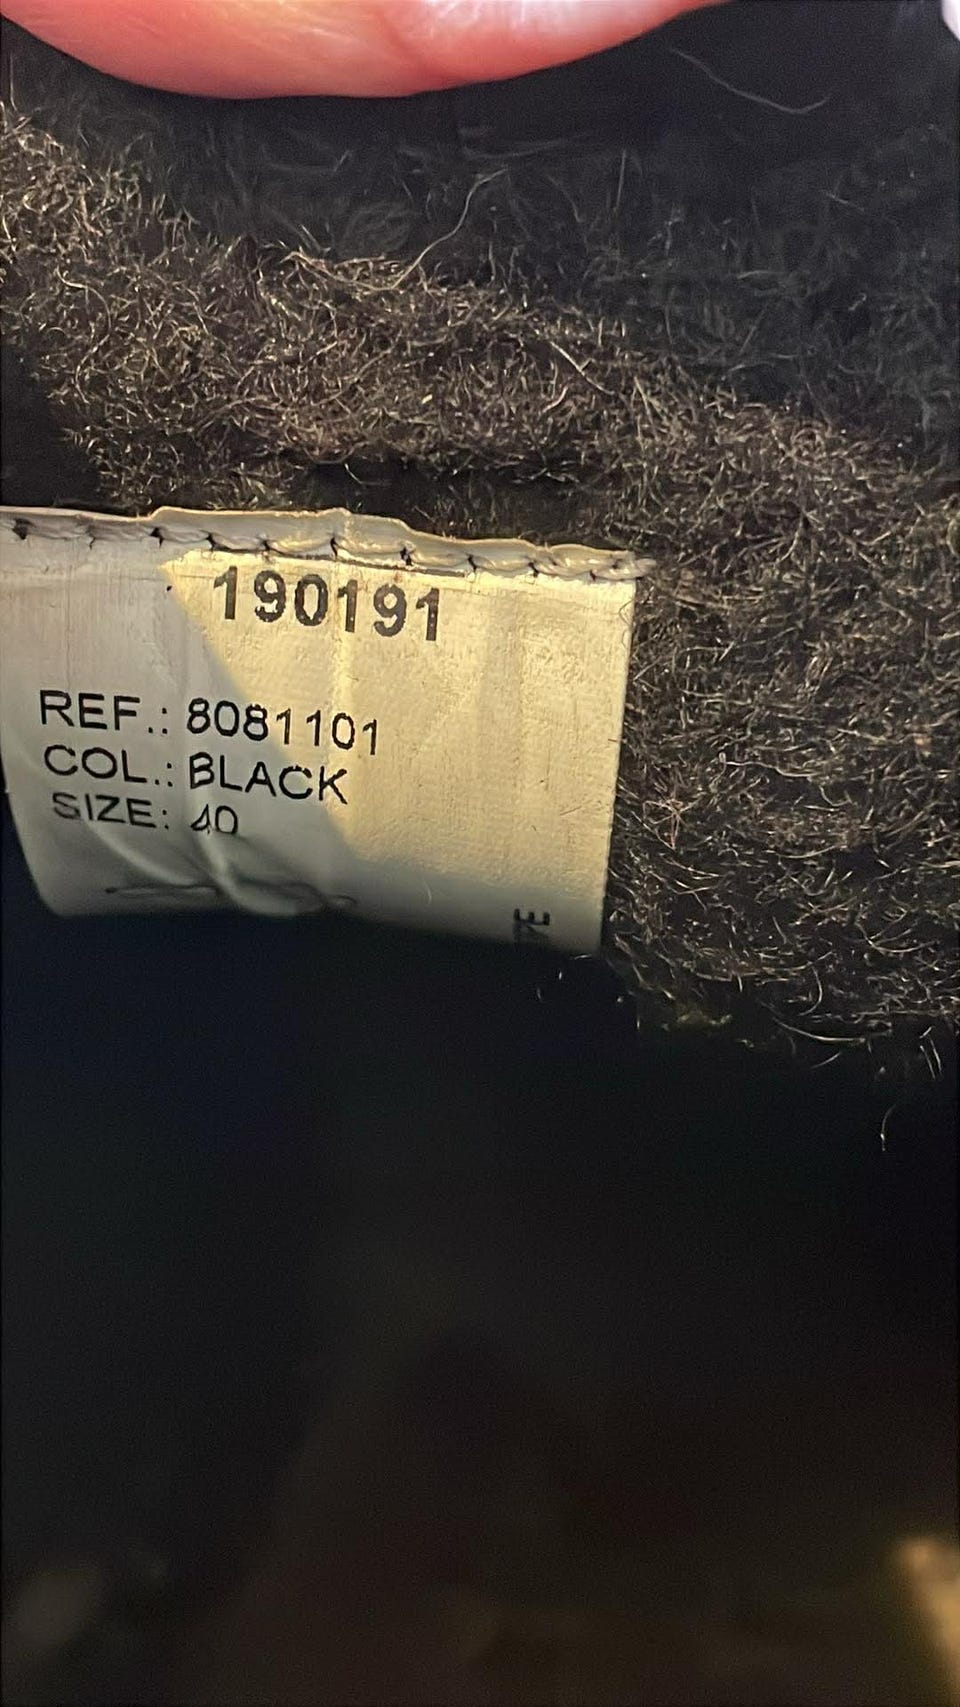 190191
REF.: 8081101
COL.: BLACK
SIZE: 40